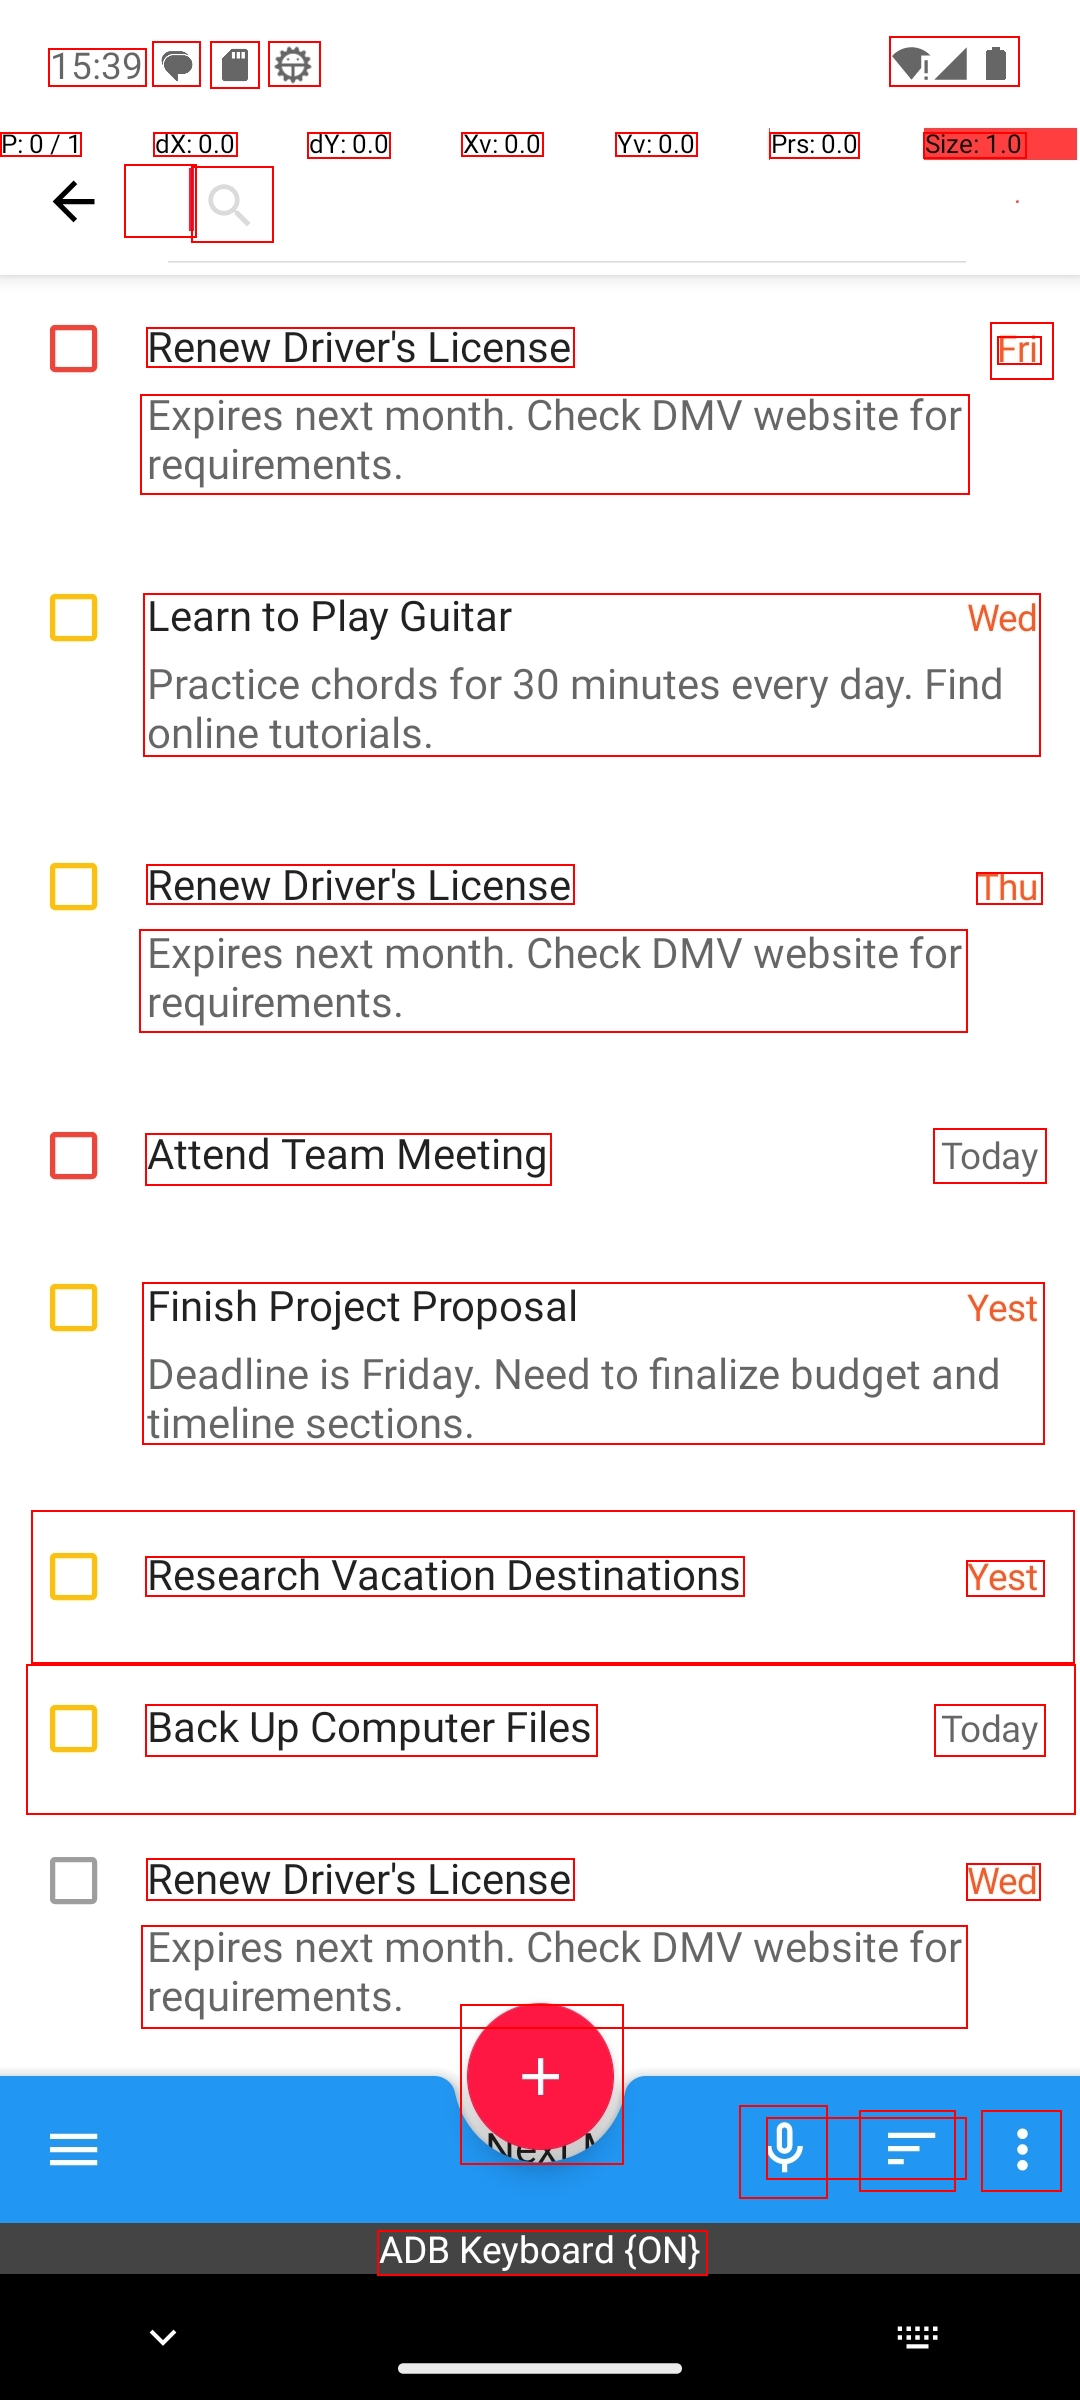 15:39
P: 0 / 1 dX: 0.0 dY: 0.0 Xv: 0.0 Yv: 0.0 Prs: 0.0 Size: 1.0
Renew Driver's License Fri
Expires next month. Check DMV website for
requirements.
Learn to Play Guitar Wed
Practice chords for 30 minutes every day. Find
online tutorials.
Renew Driver's License Thu
Expires next month. Check DMV website for
requirements.
Attend Team Meeting Today
Finish Project Proposal Yest
Deadline is Friday. Need to finalize budget and
timeline sections.
Research Vacation Destinations Yest
Back Up Computer Files Today
Renew Driver's License Wed
Expires next month. Check DMV website for
requirements.
ADB Keyboard {ON}